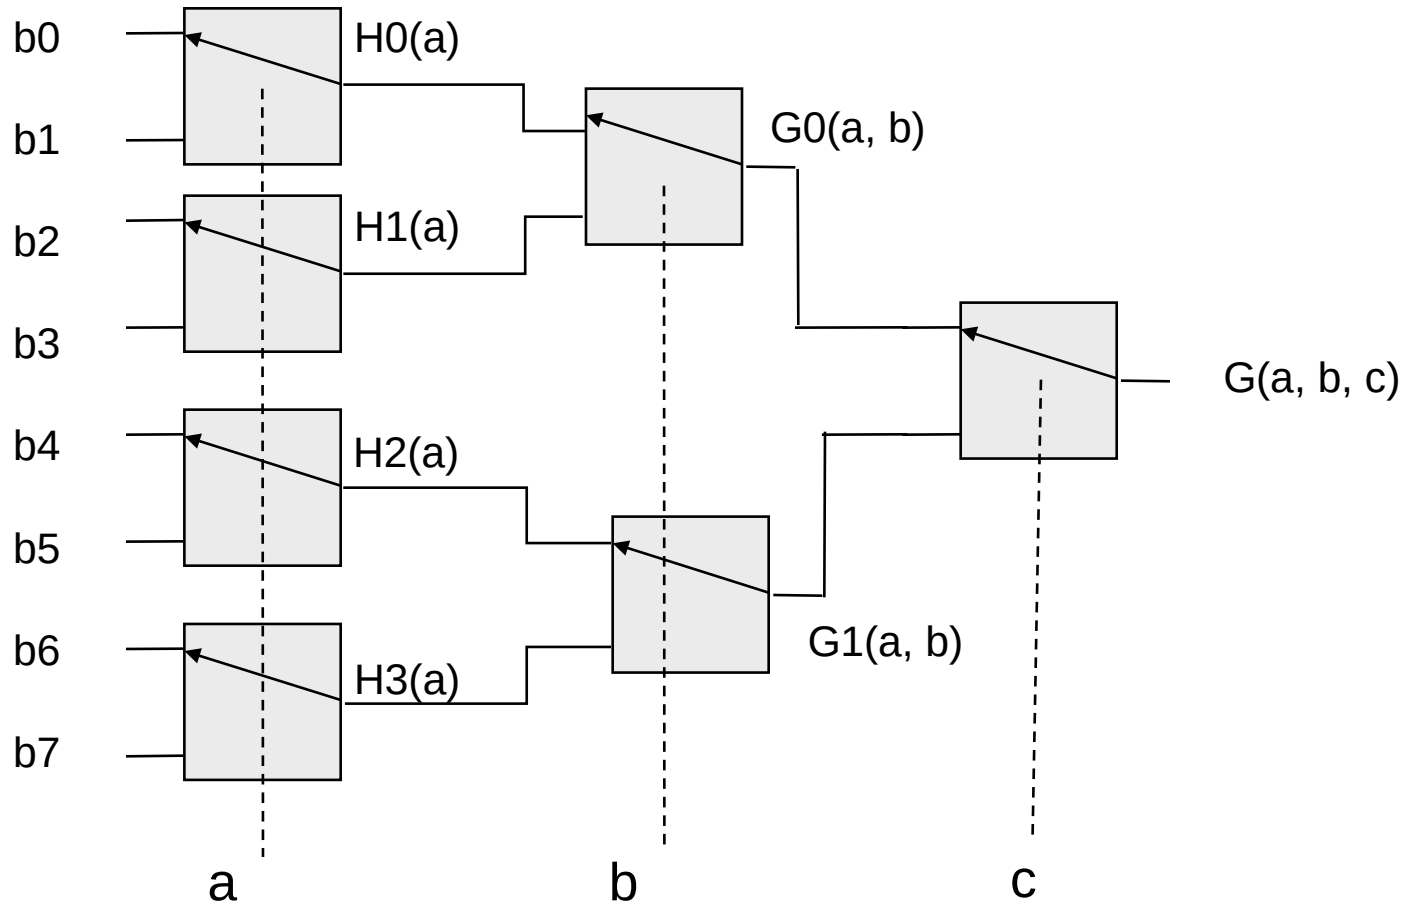 b0
H0(a)
b1
G0(a, b)
b2
H1(a)
b3
G(a, b, c)
b4
H2(a)
b5
b6
G1(a, b)
H3(a)
b7
a
b
c